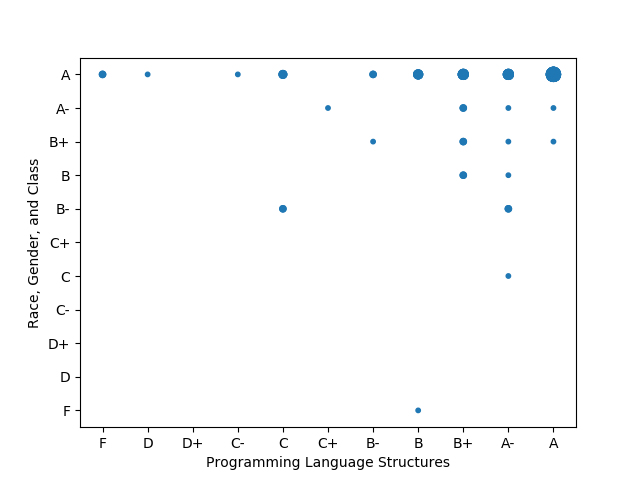 A
A-
B+
B
B-
C+
C
C-
D+
D
F
Race, Gender, and Class
F D D+ C- C C+ B- B B+ A- A
Programming Language Structures